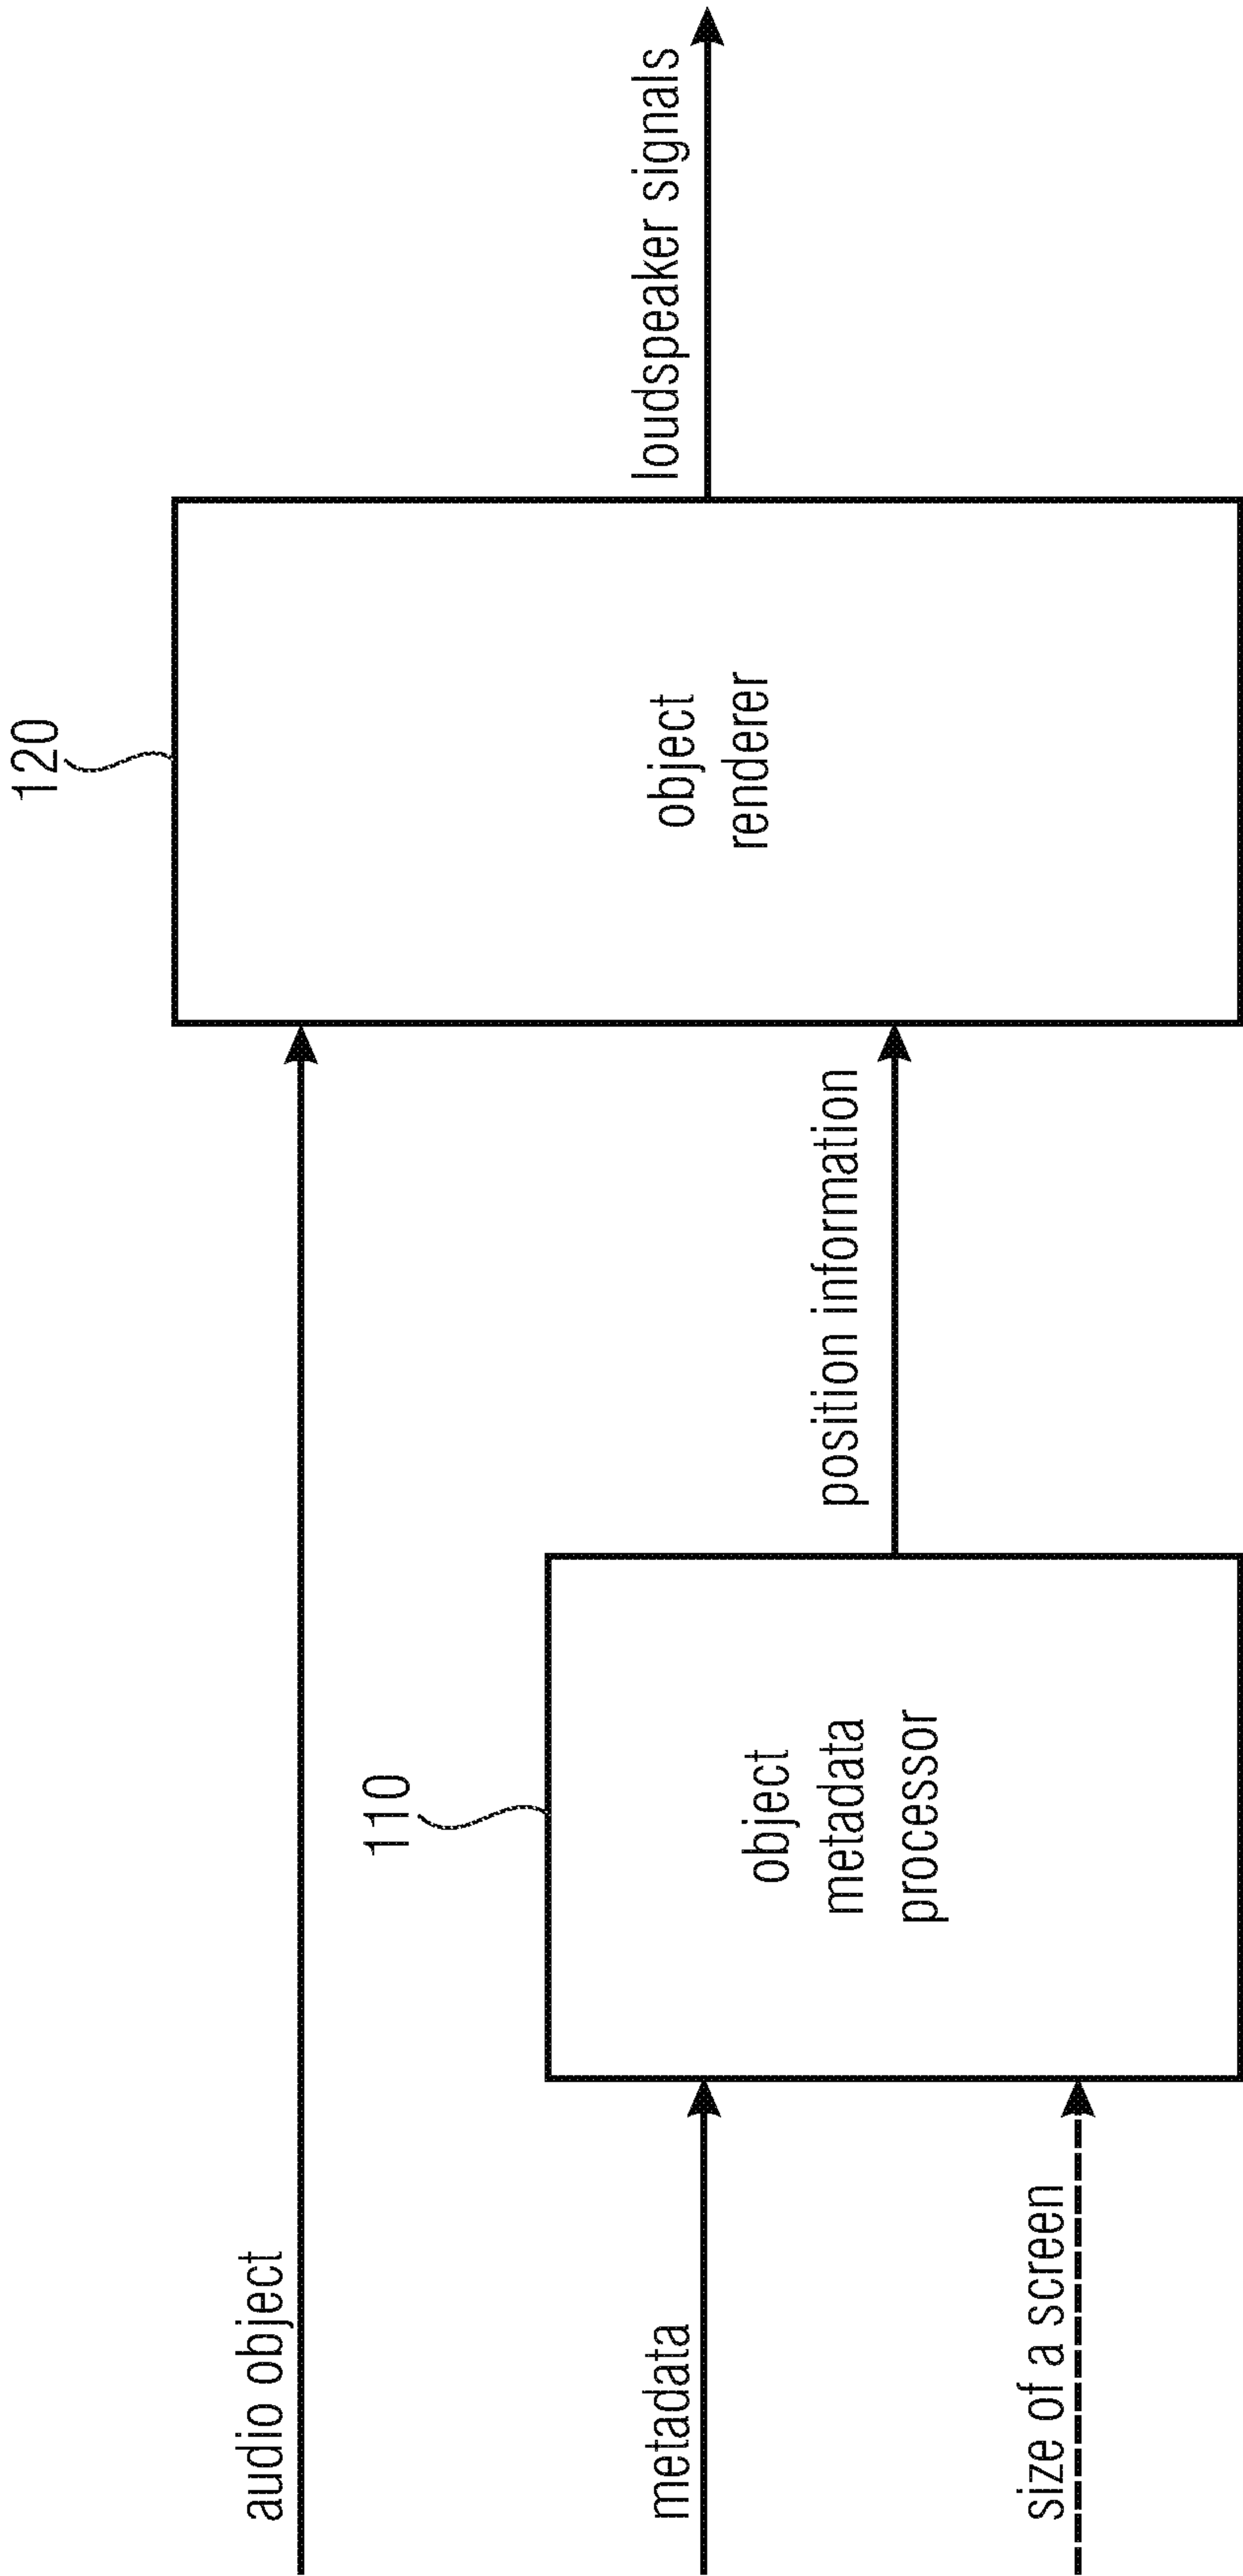 120
audio object
object
renderer
loudspeaker signals
110
metadata
object
metadata
processor
position information
size of a screen